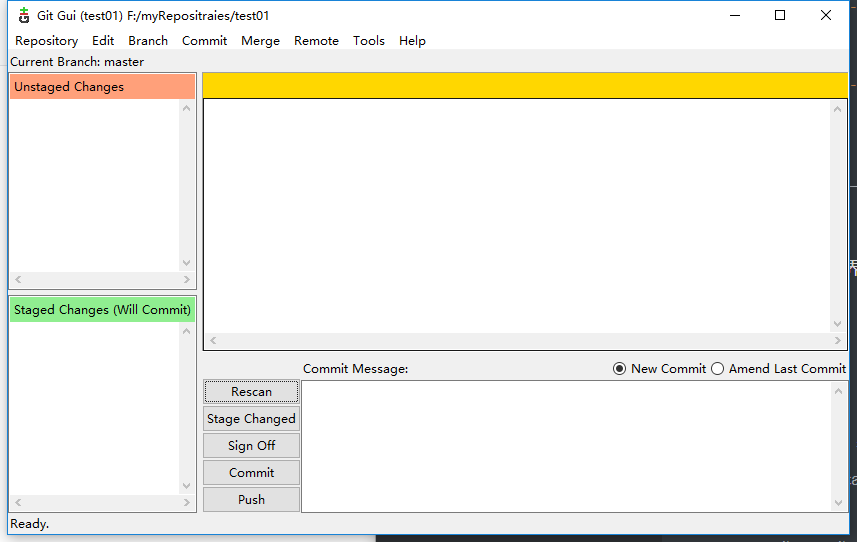 Git Gui (test01) F:/myRepositraies/test01
Repository Edit Branch Commit Merge Remote Tools Help
Current Branch: master
Unstaged Changes
Staged Changes (Will Commit)
Commit Message:
New Commit Amend Last Commit
Rescan
Stage Changed
Sign Off
Commit
Push
Ready.